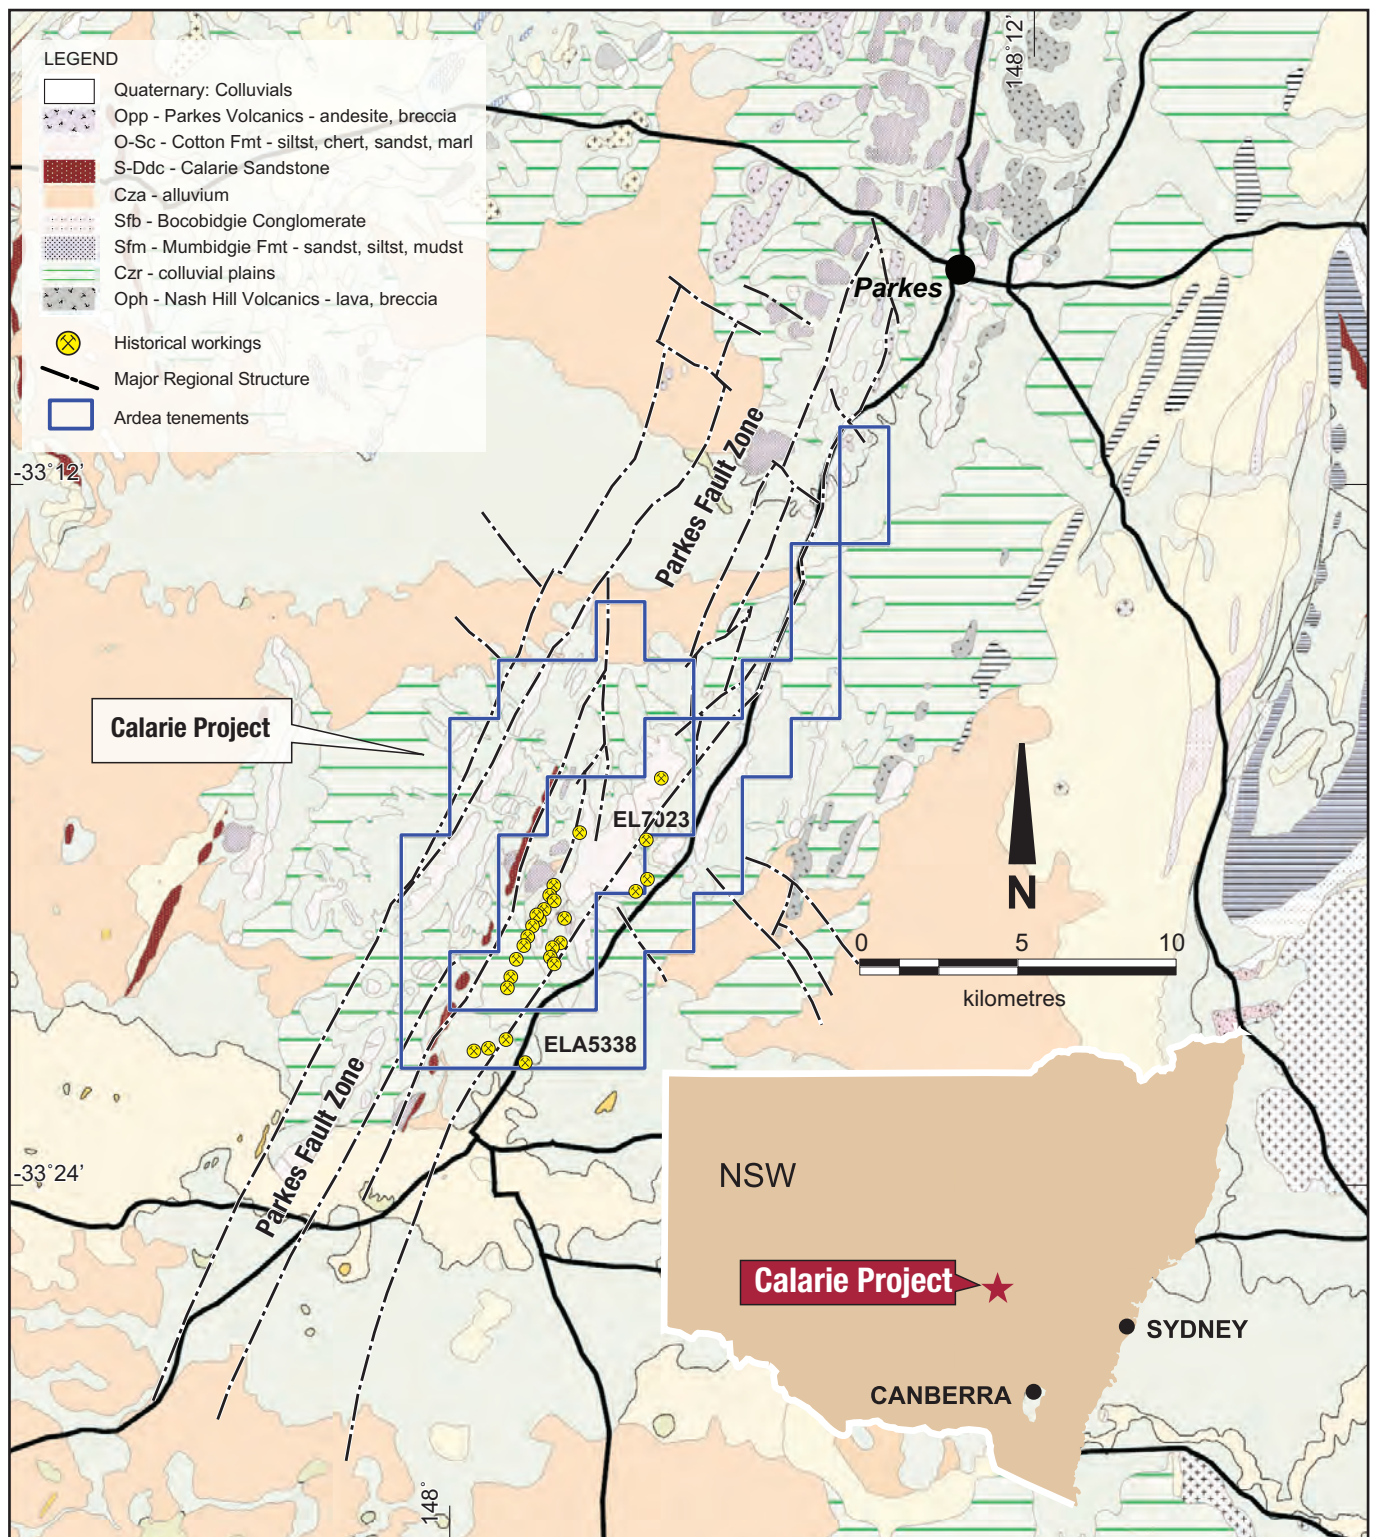 LEGEND
Quaternary: Colluvials
Opp - Parkes Volcanics - andesite, breccia
O-Sc - Cotton Fmt - siltst, chert, sandst, marl
S-Ddc - Calarie Sandstone
Cza - alluvium
Sfb - Bocobidgie Conglomerate
Sfm - Mumbidgie Fmt - sandst, siltst, mudst
Czr - colluvial plains
Oph - Nash Hill Volcanics - lava, breccia
Historical workings
Major Regional Structure
Ardea tenements
148°12'
Parkes
-33°12'
Parkes Fault Zone
Calarie Project
EL7023
N
0 5 10
kilometres
ELA5338
Parkes Fault Zone
-33°24'
NSW
Calarie Project
SYDNEY
CANBERRA
148°